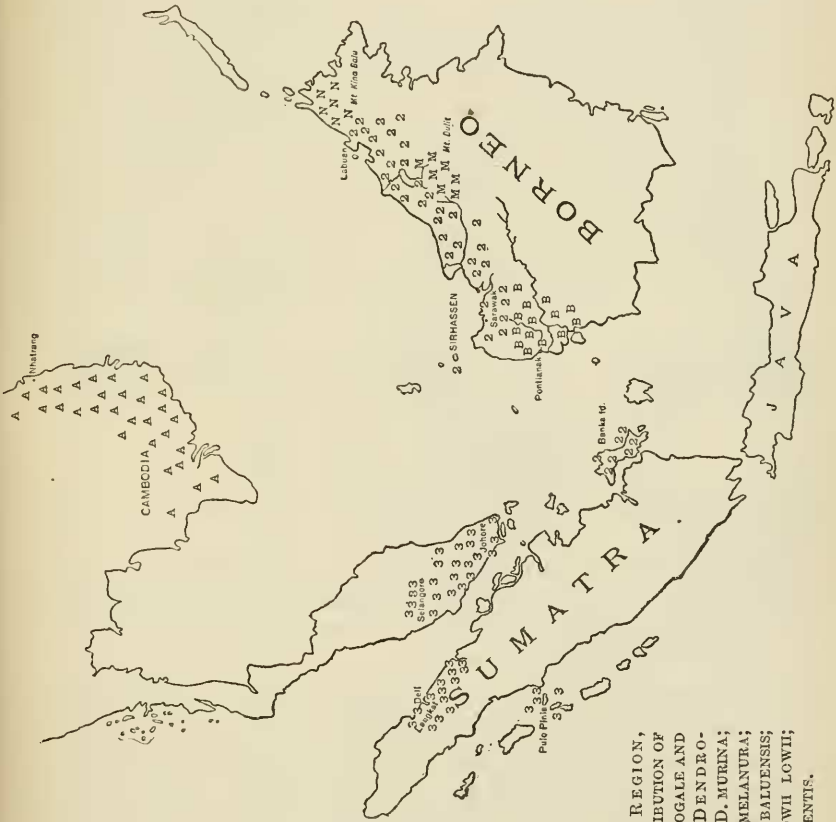 Nhatrang
CAMBODIA
Labuan
Mt Kina Balu
Mt. Dulit
BORNEO
SIRHASSEN
Sarawak
Pontianak
Banka Id.
Selangore
Johore
Deli
Langkat
SUMATRA
Pulo Pinie
JAVA
REGION,
IBUTION OF
OGALE AND
DENDRO-
D. MURINA;
MELANURA;
BALUENSIS;
WII LOWII;
ENTIS.